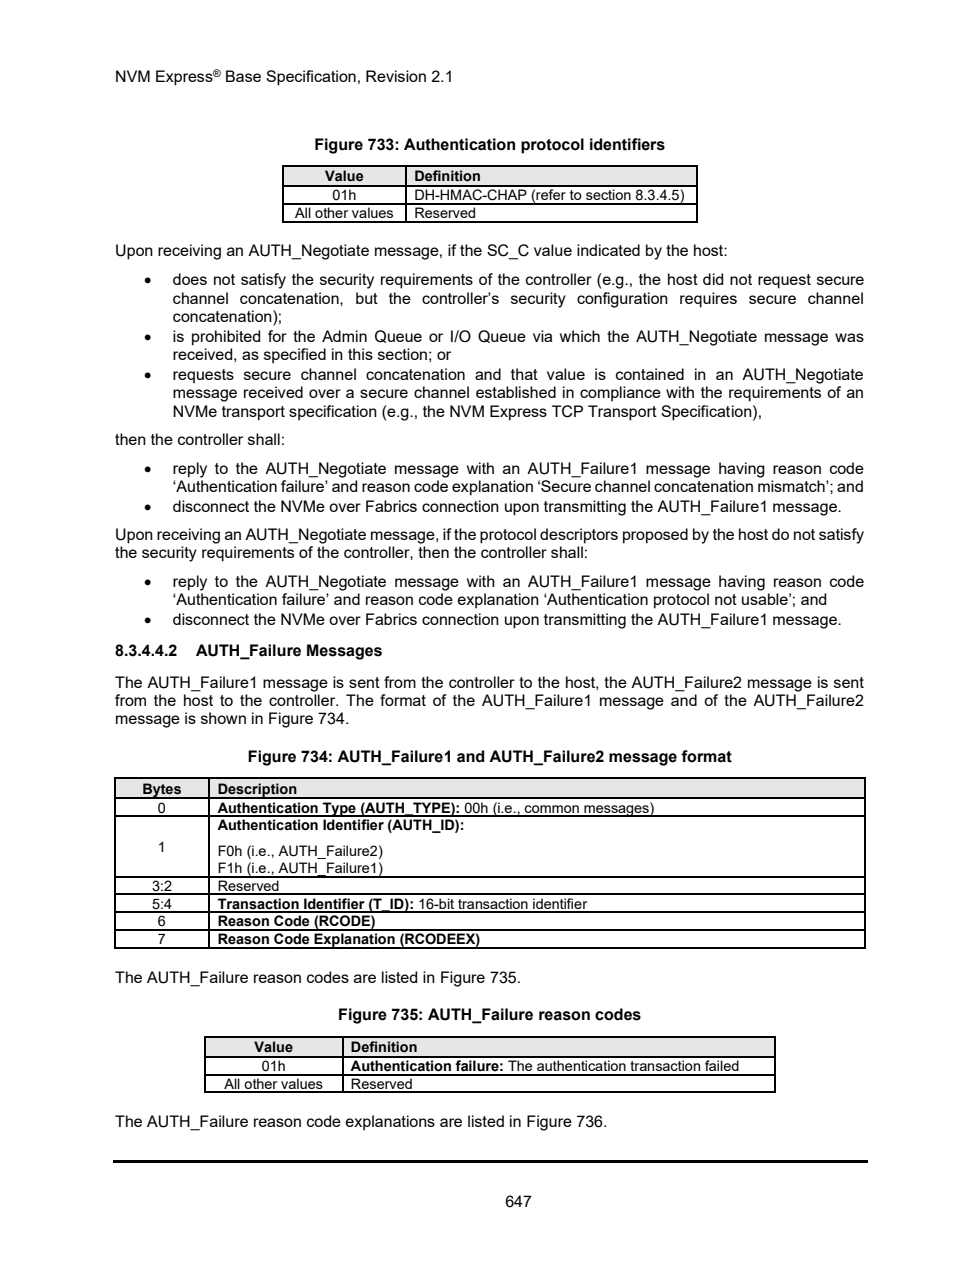 NVM Express® Base Specification, Revision 2.1
Figure 733: Authentication protocol identifiers
Value Definition
01h DH-HMAC-CHAP (refer to section 8.3.4.5)
All other values Reserved
Upon receiving an AUTH_Negotiate message, if the SC_C value indicated by the host:
• does not satisfy the security requirements of the controller (e.g., the host did not request secure
channel concatenation, but the controller’s security configuration requires secure channel
concatenation);
• is prohibited for the Admin Queue or I/O Queue via which the AUTH_Negotiate message was
received, as specified in this section; or
• requests secure channel concatenation and that value is contained in an AUTH_Negotiate
message received over a secure channel established in compliance with the requirements of an
NVMe transport specification (e.g., the NVM Express TCP Transport Specification),
then the controller shall:
• reply to the AUTH_Negotiate message with an AUTH_Failure1 message having reason code
‘Authentication failure’ and reason code explanation ‘Secure channel concatenation mismatch’; and
• disconnect the NVMe over Fabrics connection upon transmitting the AUTH_Failure1 message.
Upon receiving an AUTH_Negotiate message, if the protocol descriptors proposed by the host do not satisfy
the security requirements of the controller, then the controller shall:
• reply to the AUTH_Negotiate message with an AUTH_Failure1 message having reason code
‘Authentication failure’ and reason code explanation ‘Authentication protocol not usable’; and
• disconnect the NVMe over Fabrics connection upon transmitting the AUTH_Failure1 message.
8.3.4.4.2 AUTH_Failure Messages
The AUTH_Failure1 message is sent from the controller to the host, the AUTH_Failure2 message is sent
from the host to the controller. The format of the AUTH_Failure1 message and of the AUTH_Failure2
message is shown in Figure 734.
Figure 734: AUTH_Failure1 and AUTH_Failure2 message format
Bytes Description
0 Authentication Type (AUTH_TYPE): 00h (i.e., common messages)
Authentication Identifier (AUTH_ID):
1
F0h (i.e., AUTH_Failure2)
F1h (i.e., AUTH_Failure1)
3:2 Reserved
5:4 Transaction Identifier (T_ID): 16-bit transaction identifier
6 Reason Code (RCODE)
7 Reason Code Explanation (RCODEEX)
The AUTH_Failure reason codes are listed in Figure 735.
Figure 735: AUTH_Failure reason codes
Value Definition
01h Authentication failure: The authentication transaction failed
All other values Reserved
The AUTH_Failure reason code explanations are listed in Figure 736.
647